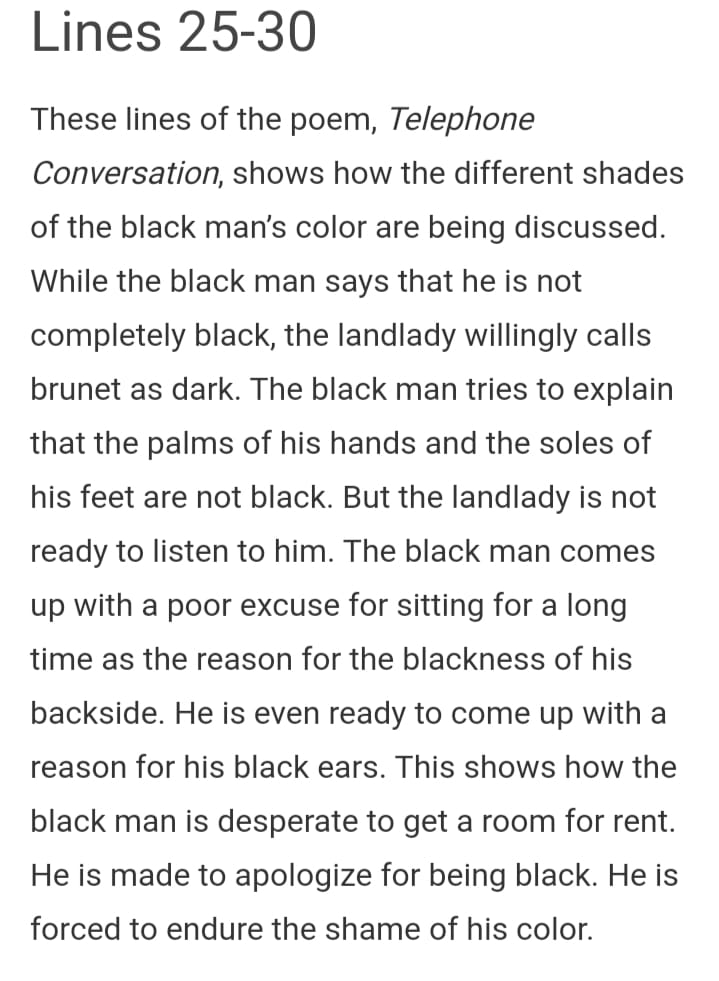 Lines 25-30
These lines of the poem, Telephone
Conversation, shows how the different shades
of the black man's color are being discussed.
While the black man says that he is not
completely black, the landlady willingly calls
brunet as dark. The black man tries to explain
that the palms of his hands and the soles of
his feet are not black. But the landlady is not
ready to listen to him. The black man comes
up with a poor excuse for sitting for a long
time as the reason for the blackness of his
backside. He is even ready to come up with a
reason for his black ears. This shows how the
black man is desperate to get a room for rent.
He is made to apologize for being black. He is
forced to endure the shame of his color.